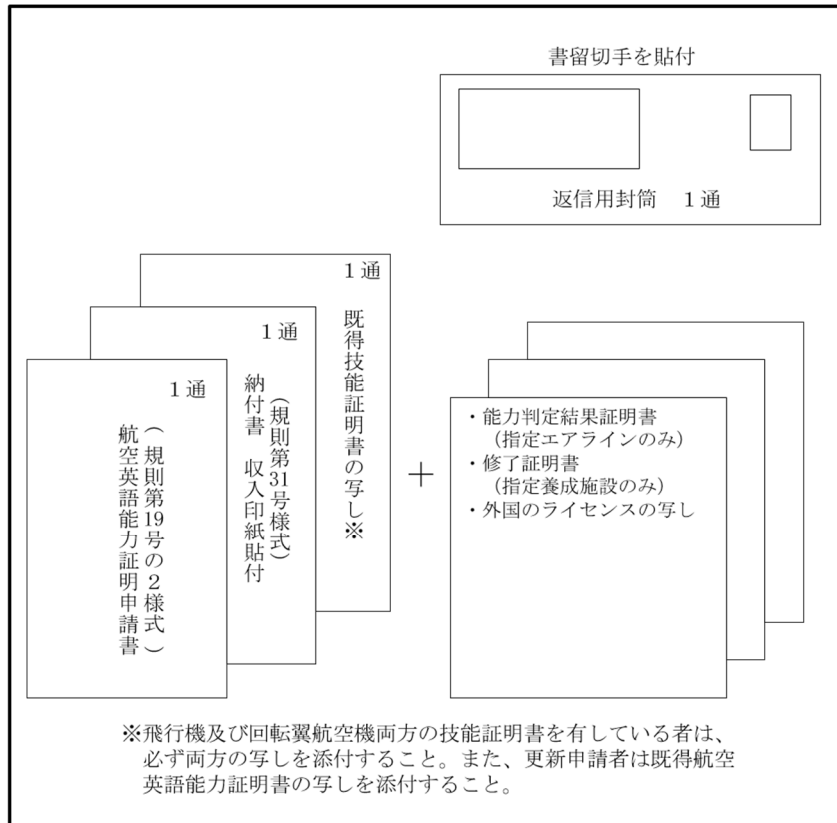 書留切手を貼付
返信用封筒　１通
１通
既得技能証明書の写し※
１通
（規則第31号様式）
納付書　収入印紙貼付
１通
（規則第19号の２様式）
航空英語能力証明申請書
＋
・能力判定結果証明書
（指定エアラインのみ）
・修了証明書
（指定養成施設のみ）
・外国のライセンスの写し
※飛行機及び回転翼航空機両方の技能証明書を有している者は、
必ず両方の写しを添付すること。また、更新申請者は既得航空
英語能力証明書の写しを添付すること。